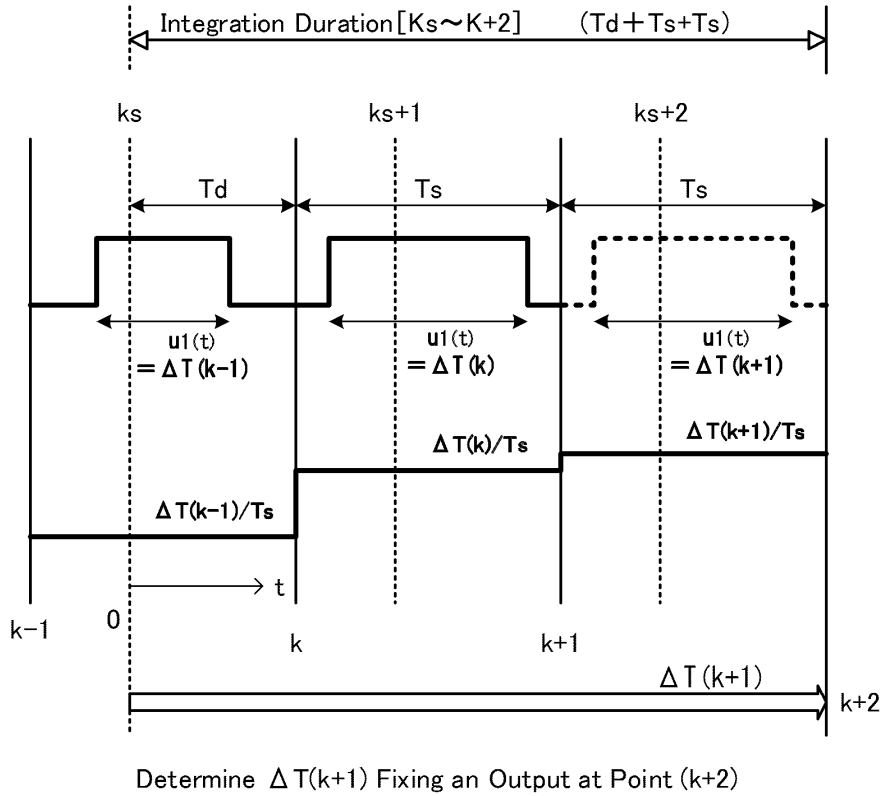 Integration Duration[Ks～K+2] (Td＋Ts+Ts)
ks ks+1 ks+2
Td Ts Ts
u1(t) u1(t) u1(t)
＝ΔT(k-1) ＝ΔT(k) ＝ΔT(k+1)
ΔT(k+1)/Ts
ΔT(k)/Ts
ΔT(k-1)/Ts
t
k-1 0 k k+1
ΔT(k+1)
k+2
Determine ΔT(k+1) Fixing an Output at Point (k+2)